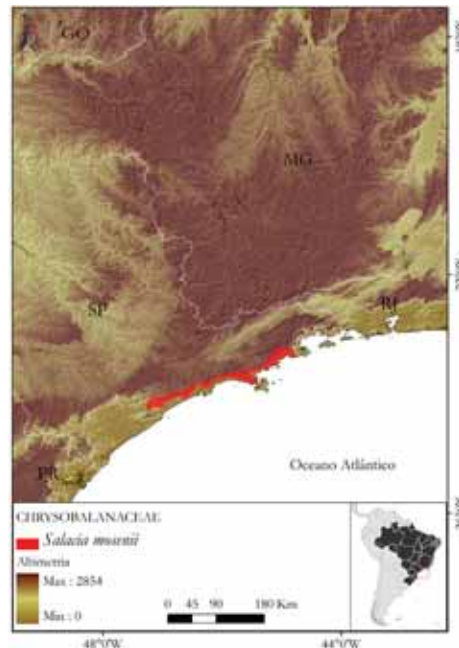 GO
MG
SP
RJ
PR
Oceano Atlântico
CHRYSOBALANACEAE
Salacia mosenii
Altimetria
Max : 2854
Min : 0
0 45 90 180 Km
48°0'W 44°0'W